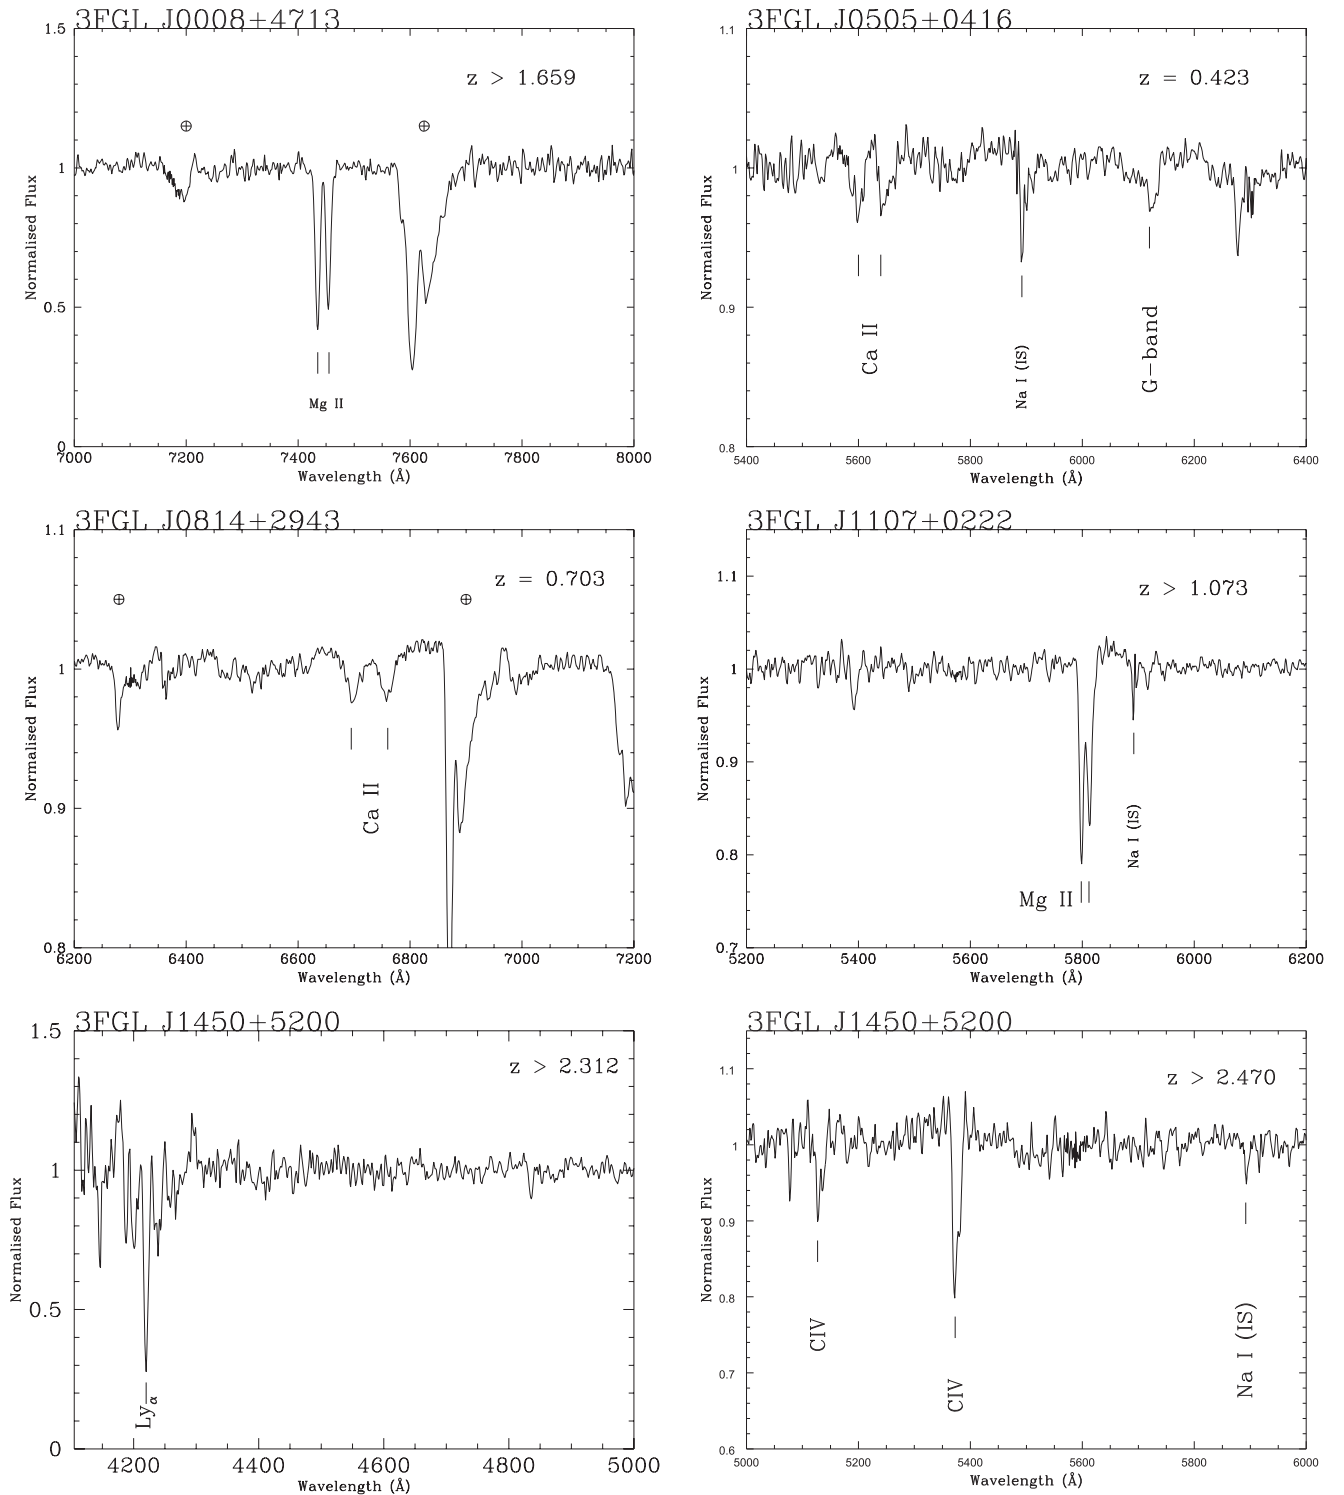 3FGL J0008+4713
z > 1.659
⊕ ⊕
Mg II
1.5
1
0.5
0
7000 7200 7400 7600 7800 8000
Wavelength (Å)
Normalised Flux
3FGL J0505+0416
z = 0.423
Ca II
Na I (IS)
G-band
1.1
1
0.9
0.8
5400 5600 5800 6000 6200 6400
Wavelength (Å)
Normalised Flux
3FGL J0814+2943
z = 0.703
⊕ ⊕
Ca II
1.1
1
0.9
0.8
6200 6400 6600 6800 7000 7200
Wavelength (Å)
Normalised Flux
3FGL J1107+0222
z > 1.073
Mg II
Na I (IS)
1.1
1
0.9
0.8
0.7
5200 5400 5600 5800 6000 6200
Wavelength (Å)
Normalised Flux
3FGL J1450+5200
z > 2.312
Lyα
1.5
1
0.5
0
4200 4400 4600 4800 5000
Wavelength (Å)
Normalised Flux
3FGL J1450+5200
z > 2.470
CIV
CIV
Na I (IS)
1.1
1
0.9
0.8
0.7
0.6
5000 5200 5400 5600 5800 6000
Wavelength (Å)
Normalised Flux